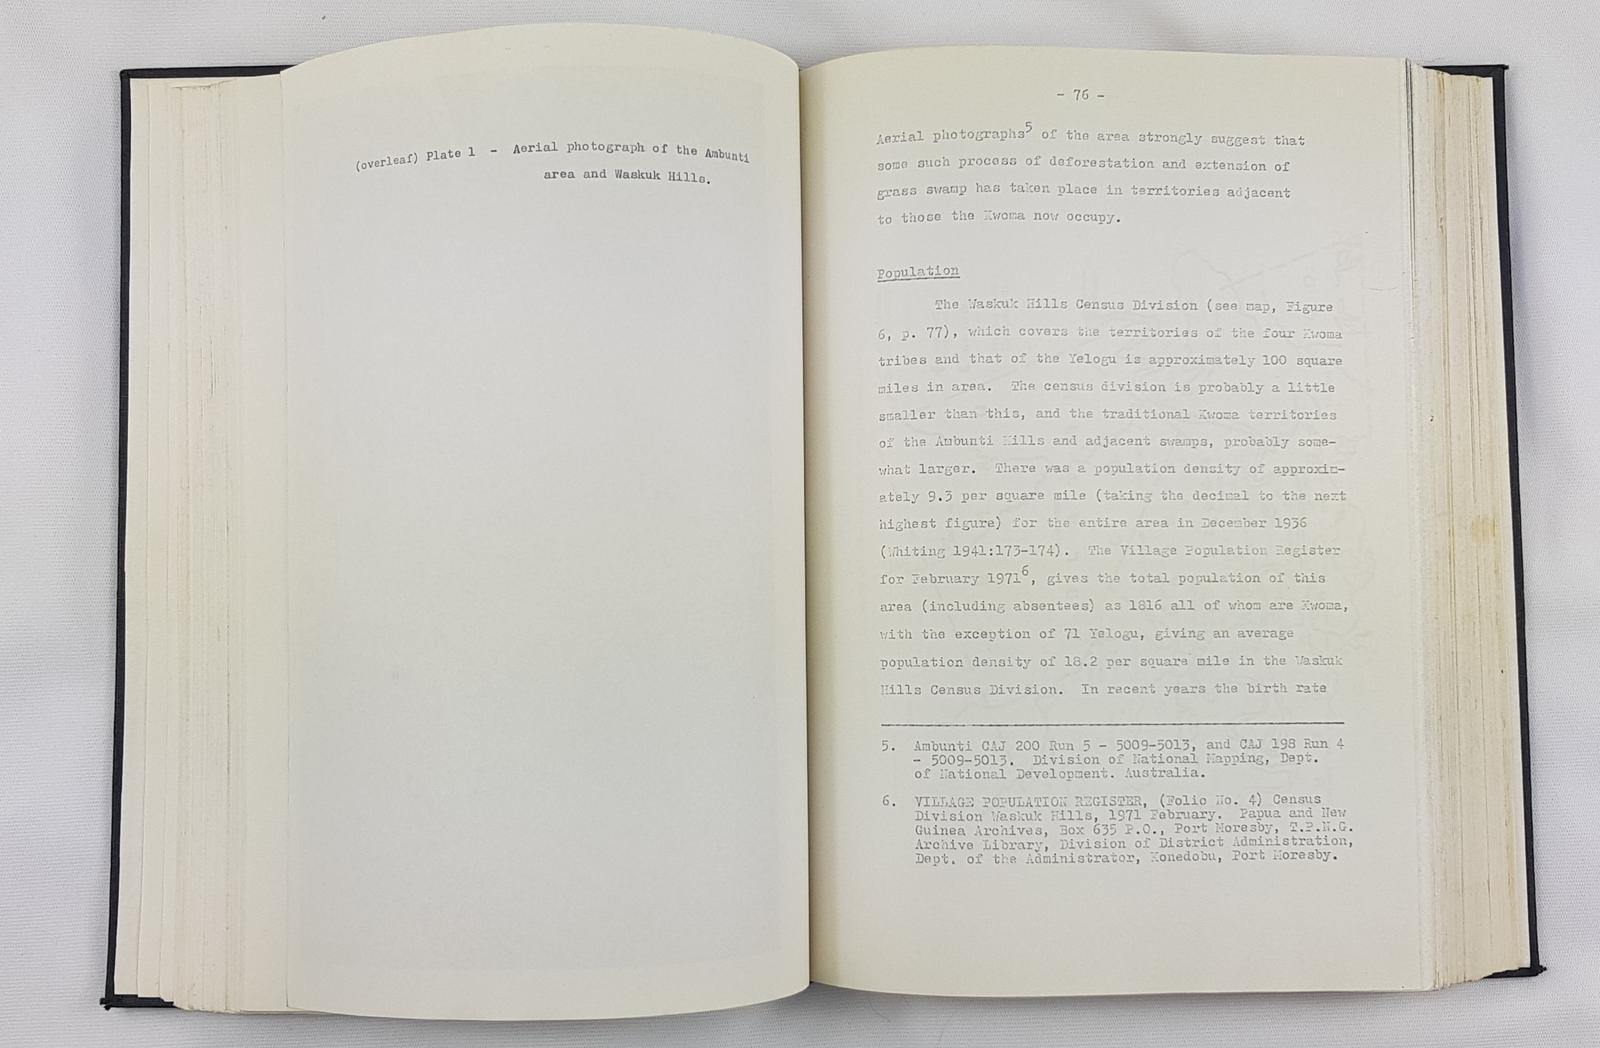 (overleaf) Plate 1 - Aerial photograph of the Ambunti
area and Waskuk Hills.
- 76 -
Aerial photographs5 of the area strongly suggest that
some such process of deforestation and extension of
grass swamp has taken place in territories adjacent
to those the Kwoma now occupy.
Population
The Waskuk Hills Census Division (see map, Figure
6, p. 77), which covers the territories of the four Kwoma
tribes and that of the Yelogu is approximately 100 square
miles in area. The census division is probably a little
smaller than this, and the traditional Kwoma territories
of the Ambunti Hills and adjacent swamps, probably some-
what larger. There was a population density of approxim-
ately 9.3 per square mile (taking the decimal to the next
highest figure) for the entire area in December 1936
(Whiting 1941:173-174). The Village Population Register
for February 19716, gives the total population of this
area (including absentees) as 1816 all of whom are Kwoma,
with the exception of 71 Yelogu, giving an average
population density of 18.2 per square mile in the Waskuk
Hills Census Division. In recent years the birth rate
5. Ambunti CAJ 200 Run 5 - 5009-5013, and CAJ 198 Run 4
- 5009-5013. Division of National Mapping, Dept.
of National Development. Australia.
6. VILLAGE POPULATION REGISTER, (Folio No. 4) Census
Division Waskuk Hills, 1971 February. Papua and New
Guinea Archives, Box 635 P.O., Port Moresby, T.P.N.G.
Archive Library, Division of District Administration,
Dept. of the Administrator, Konedobu, Port Moresby.